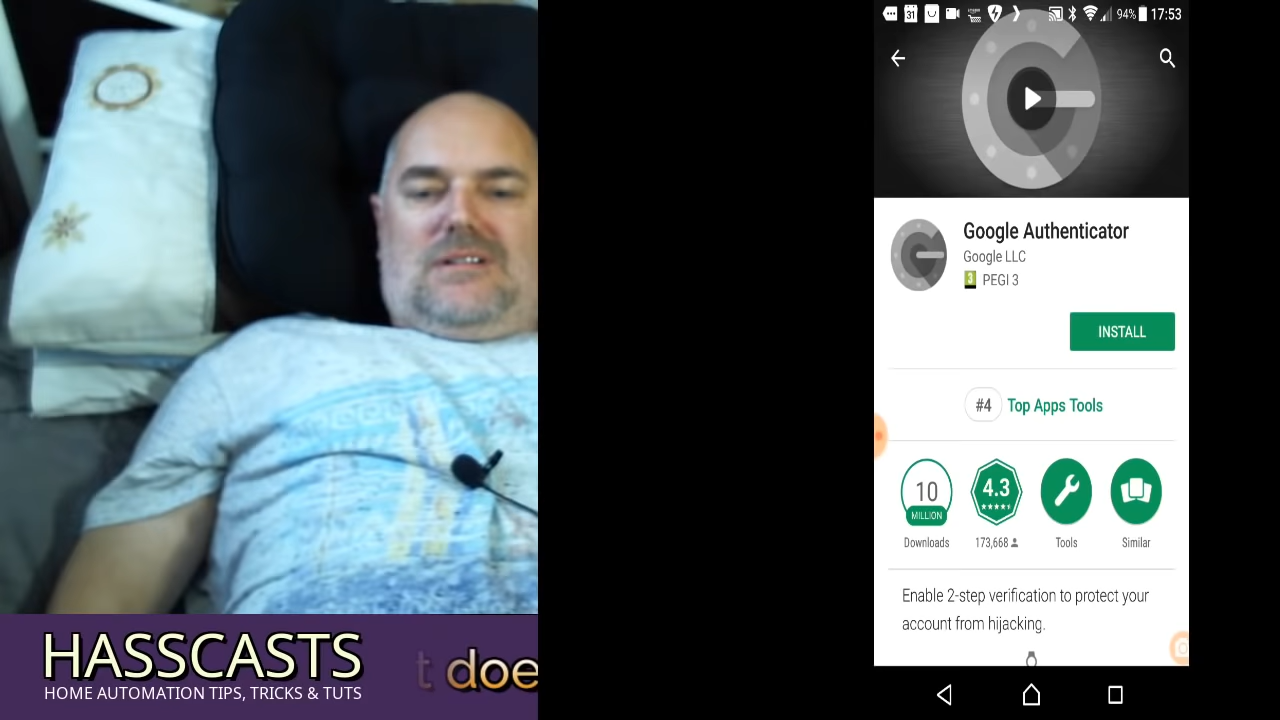 HASSCASTS
HOME AUTOMATION TIPS, TRICKS & TUTS
t doe
31
94% 17:53
Google Authenticator
Google LLC
3 PEGI 3
INSTALL
#4 Top Apps Tools
10
MILLION
4.3
Downloads 173,668 Tools Similar
Enable 2-step verification to protect your
account from hijacking.